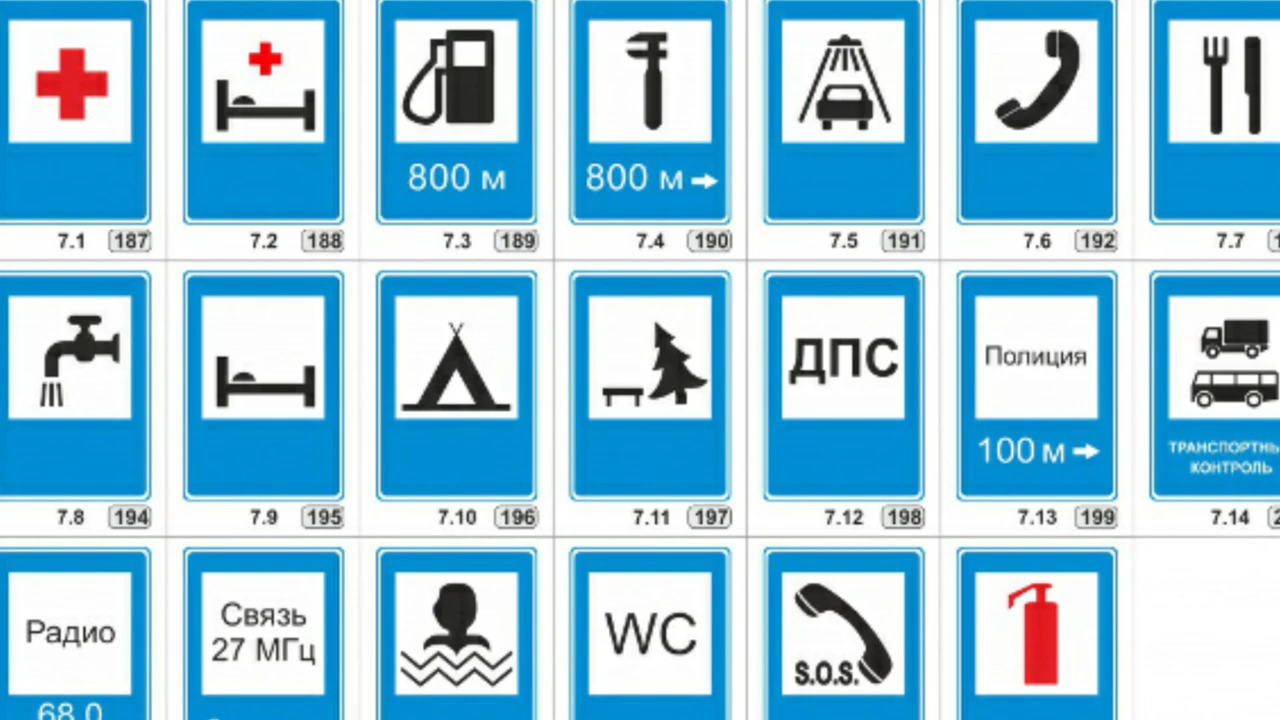 800 м
800 м
7.1 187
7.2 188
7.3 189
7.4 190
7.5 191
7.6 192
7.7
ДПС
Полиция
100 м
КОНТРОЛЬ
7.8 194
7.9 195
7.10 196
7.11 197
7.12 198
7.13 199
7.14
Радио
Связь
27 МГц
WC
S.O.S.
68.0